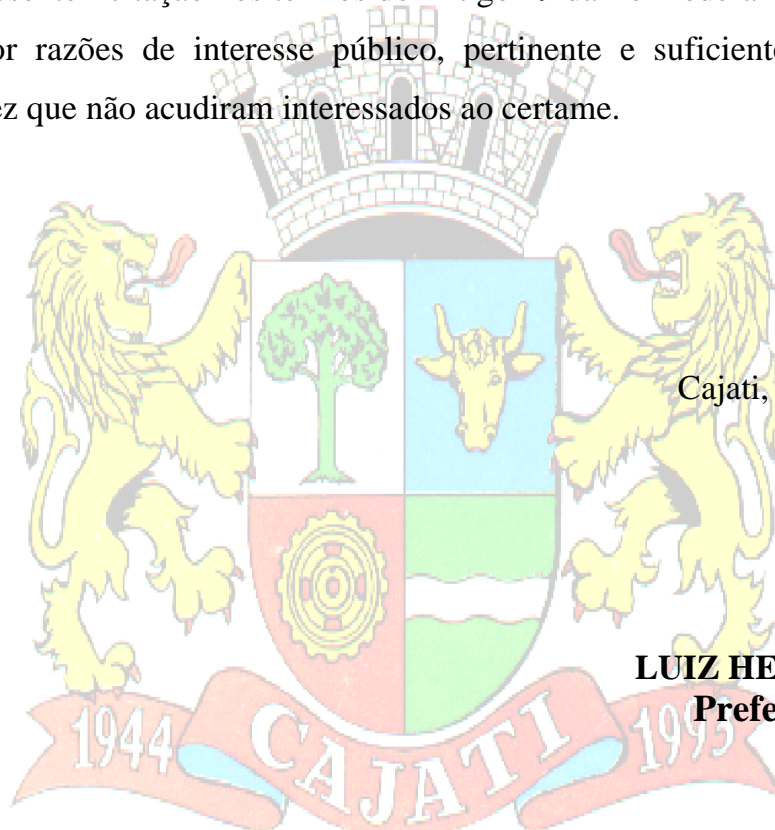 or razões de interesse público, pertinente e suficiente
ez que não acudiram interessados ao certame.
Cajati,
LUIZ HE
Prefe
1944 CAJATI 1993